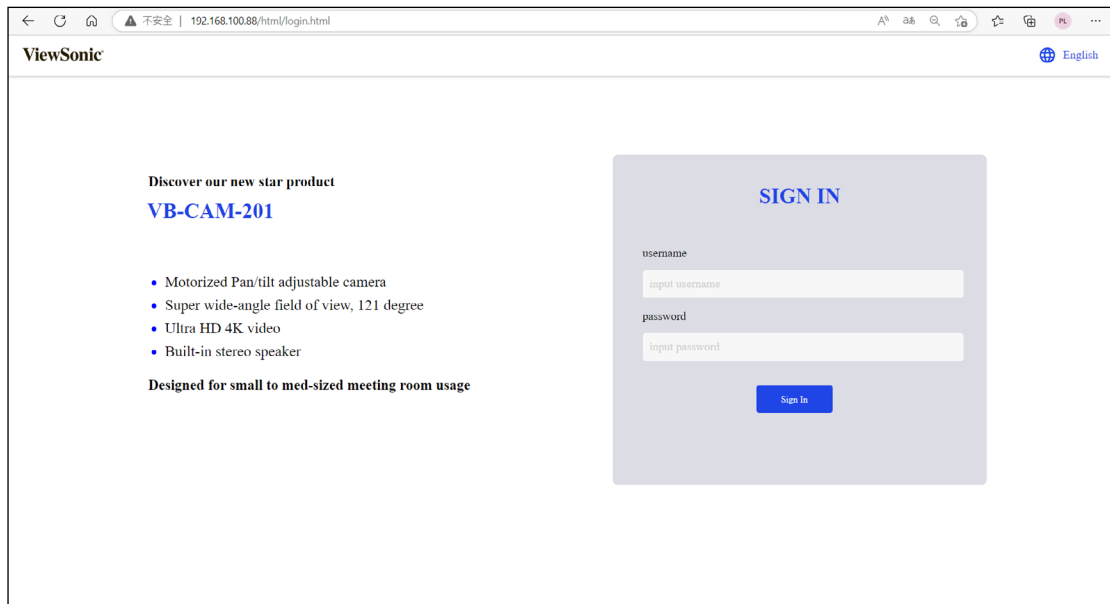 不安全 | 192.168.100.88/html/login.html
PL
ViewSonic
English
Discover our new star product
VB-CAM-201
Motorized Pan/tilt adjustable camera
Super wide-angle field of view, 121 degree
Ultra HD 4K video
Built-in stereo speaker
Designed for small to med-sized meeting room usage
SIGN IN
username
input username
password
input password
Sign In